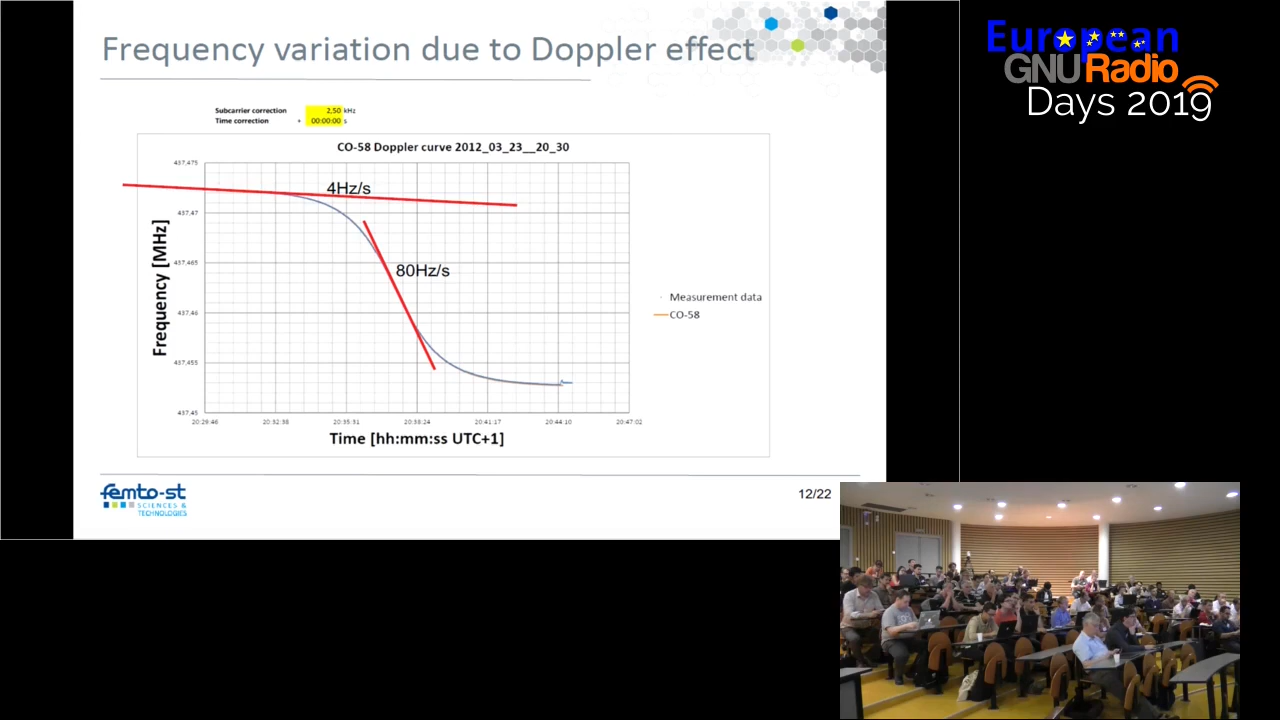 Frequency variation due to Doppler effect
European
GNURadio
Days 2019
Subcarrier correction 2,50 kHz
Time correction + 00:00:00 s
CO-58 Doppler curve 2012_03_23__20_30
437,475
4Hz/s
437,47
80Hz/s
437,465
Frequency [MHz]
Measurement data
437,46
CO-58
437,455
437,45
20:29:46 20:32:38 20:35:31 20:38:24 20:41:17 20:44:10 20:47:02
Time [hh:mm:ss UTC+1]
femto-st
SCIENCES &
TECHNOLOGIES
12/22